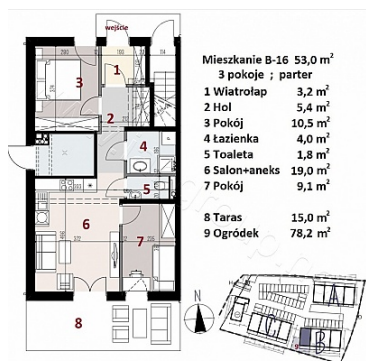 wejście
Mieszkanie B-16 53,0 m²
3 pokoje ; parter
1 Wiatrołap 3,2 m²
2 Hol 5,4 m²
3 Pokój 10,5 m²
4 Łazienka 4,0 m²
5 Toaleta 1,8 m²
6 Salon+aneks 19,0 m²
7 Pokój 9,1 m²
8 Taras 15,0 m²
9 Ogródek 78,2 m²
1
3
2
4
5
6
7
8
N
A
C
B
9